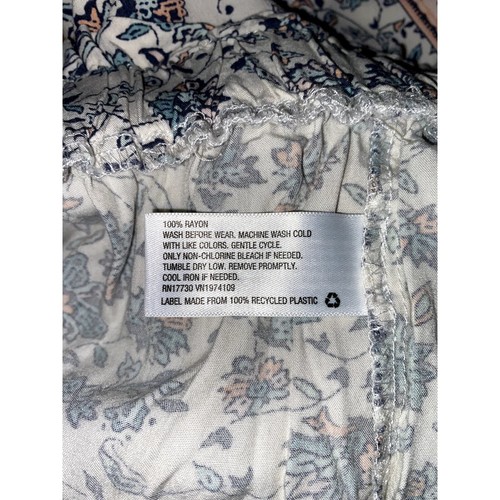 100% RAYON
WASH BEFORE WEAR. MACHINE WASH COLD
WITH LIKE COLORS. GENTLE CYCLE.
ONLY NON-CHLORINE BLEACH IF NEEDED.
TUMBLE DRY LOW. REMOVE PROMPTLY.
COOL IRON IF NEEDED.
RN17730 VN1974109
LABEL MADE FROM 100% RECYCLED PLASTIC